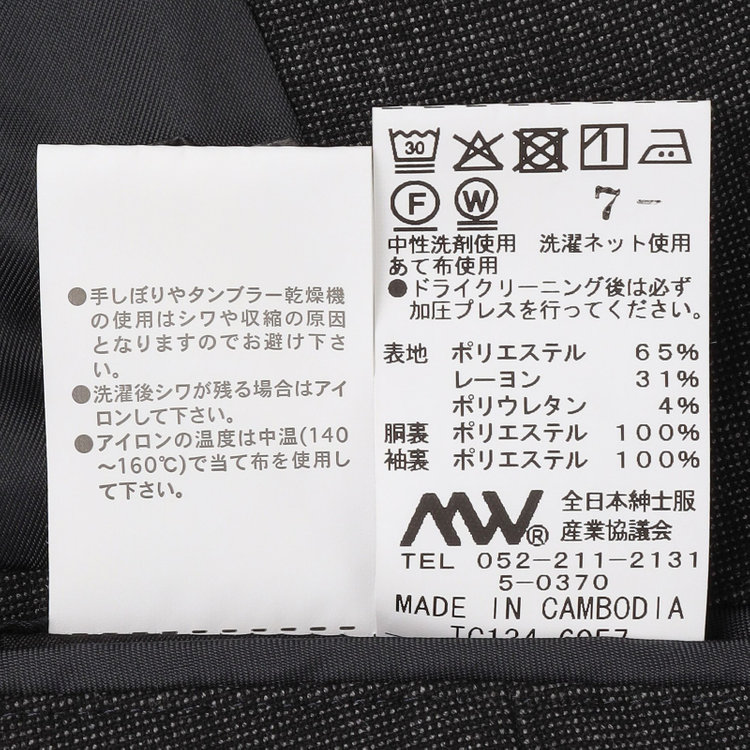 ●手しぼりやタンブラー乾燥機
の使用はシワや収縮の原因
となりますのでお避け下さ
い。
●洗濯後シワが残る場合はアイ
ロンして下さい。
●アイロンの温度は中温(140
～160℃)で当て布を使用し
て下さい。
30
F W 7 -
中性洗剤使用 洗濯ネット使用
あて布使用
●ドライクリーニング後は必ず
加圧プレスを行ってください。
表地 ポリエステル 65%
レーヨン 31%
ポリウレタン 4%
胴裏 ポリエステル 100%
袖裏 ポリエステル 100%
MW® 全日本紳士服
産業協議会
TEL 052-211-2131
5-0370
MADE IN CAMBODIA